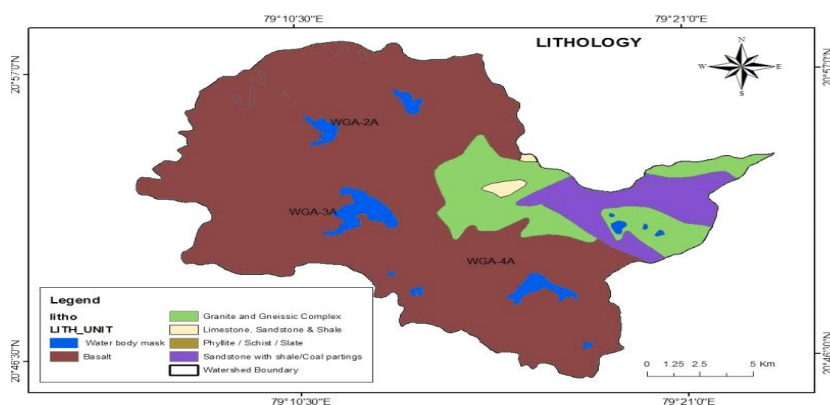 79°10'30"E 79°21'0"E
LITHOLOGY
N
W E
S
20°57'0"N 20°57'0"N
WGA-2A
WGA-3A
WGA-4A
Legend
litho
LITH_UNIT
Water body mask
Basalt
Granite and Gneissic Complex
Limestone, Sandstone & Shale
Phyllite / Schist / Slate
Sandstone with shale/Coal partings
Watershed Boundary
0 1.25 2.5 5 Km
20°46'30"N 20°46'30"N
79°10'30"E 79°21'0"E